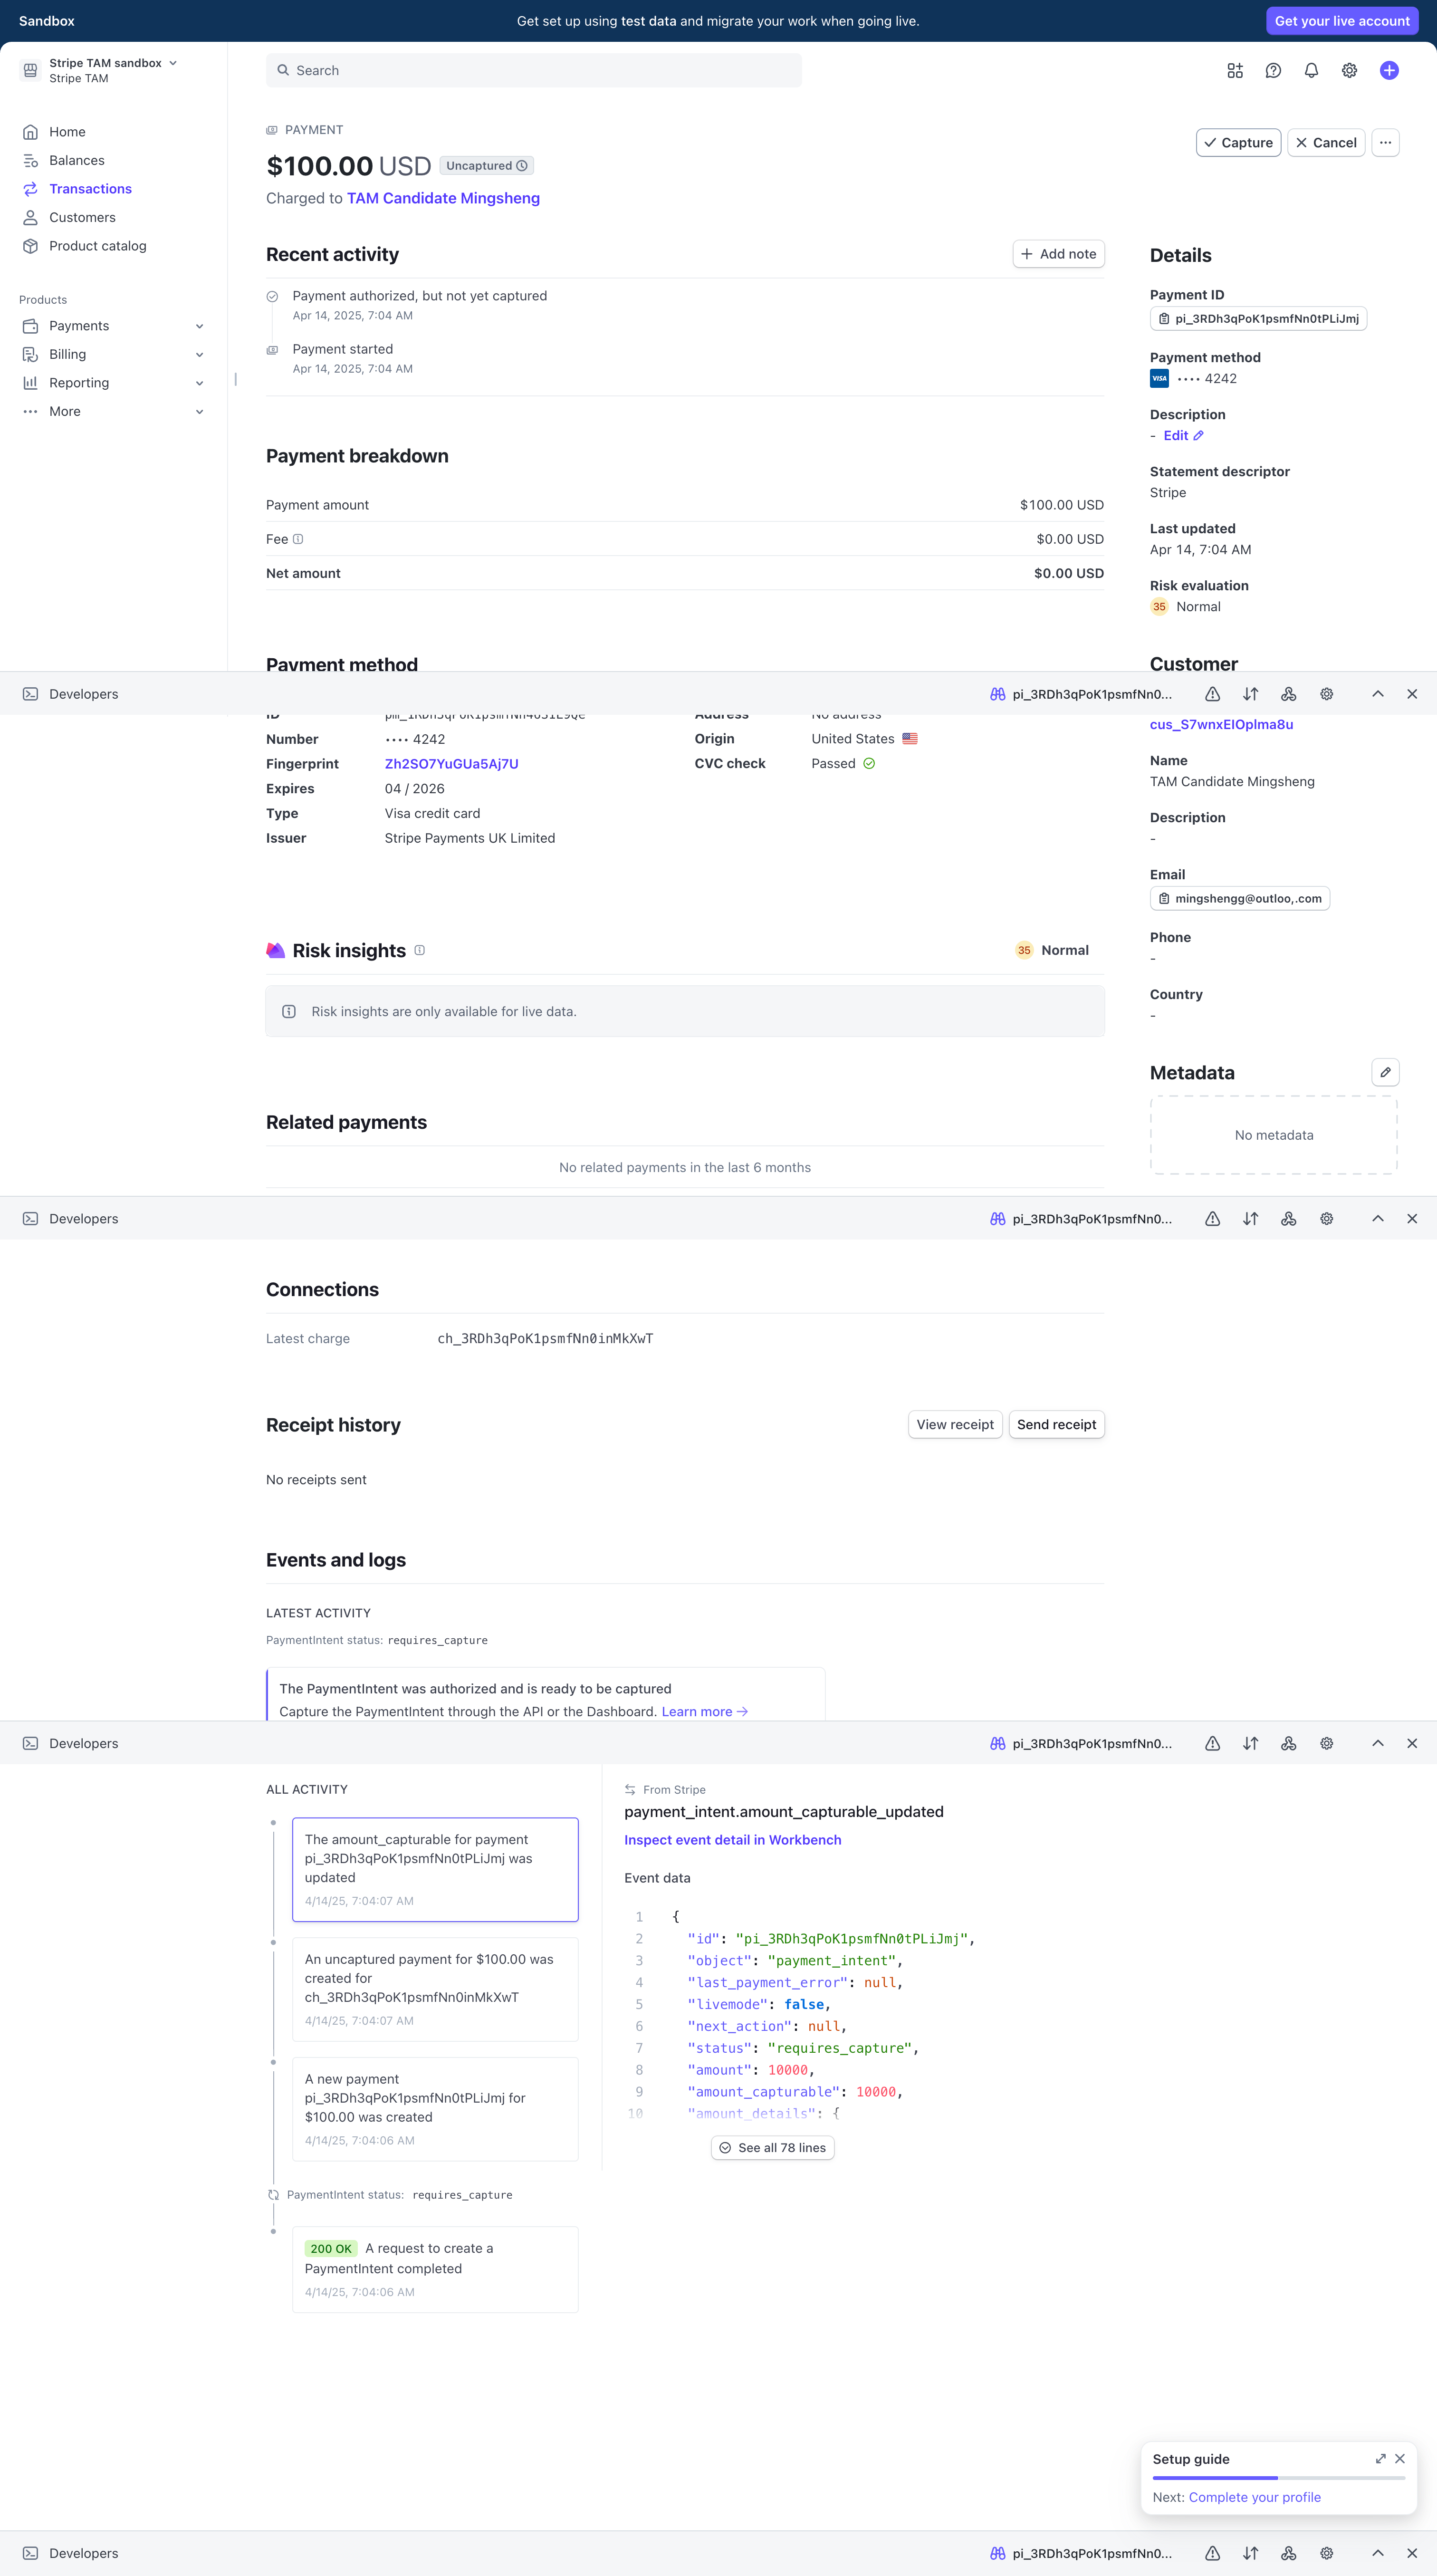 Sandbox
Get set up using test data and migrate your work when going live.
Get your live account
Stripe TAM sandbox
Stripe TAM
Search
Home
Balances
Transactions
Customers
Product catalog
Products
Payments
Billing
Reporting
More
PAYMENT
Capture
Cancel
$100.00 USD Uncaptured
Charged to TAM Candidate Mingsheng
Recent activity
Add note
Payment authorized, but not yet captured
Apr 14, 2025, 7:04 AM
Payment started
Apr 14, 2025, 7:04 AM
Payment breakdown
Payment amount $100.00 USD
Fee $0.00 USD
Net amount $0.00 USD
Payment method
Details
Payment ID
pi_3RDh3qPoK1psmfNn0tPLiJmj
Payment method
VISA •••• 4242
Description
- Edit
Statement descriptor
Stripe
Last updated
Apr 14, 7:04 AM
Risk evaluation
35 Normal
Customer
Developers pi_3RDh3qPoK1psmfNn0...
ID
Address No address
Number •••• 4242
Origin United States
Fingerprint Zh2SO7YuGUa5Aj7U
CVC check Passed
Expires 04 / 2026
Type Visa credit card
Issuer Stripe Payments UK Limited
cus_S7wnxEIOplma8u
Name
TAM Candidate Mingsheng
Description
-
Email
mingshengg@outloo,.com
Phone
-
Country
-
Metadata
No metadata
Risk insights 35 Normal
Risk insights are only available for live data.
Related payments
No related payments in the last 6 months
Developers pi_3RDh3qPoK1psmfNn0...
Connections
Latest charge ch_3RDh3qPoK1psmfNn0inMkXwT
Receipt history
View receipt
Send receipt
No receipts sent
Events and logs
LATEST ACTIVITY
PaymentIntent status: requires_capture
The PaymentIntent was authorized and is ready to be captured
Capture the PaymentIntent through the API or the Dashboard. Learn more →
Developers pi_3RDh3qPoK1psmfNn0...
ALL ACTIVITY
The amount_capturable for payment
pi_3RDh3qPoK1psmfNn0tPLiJmj was
updated
4/14/25, 7:04:07 AM
An uncaptured payment for $100.00 was
created for
ch_3RDh3qPoK1psmfNn0inMkXwT
4/14/25, 7:04:07 AM
A new payment
pi_3RDh3qPoK1psmfNn0tPLiJmj for
$100.00 was created
4/14/25, 7:04:06 AM
PaymentIntent status: requires_capture
200 OK A request to create a
PaymentIntent completed
4/14/25, 7:04:06 AM
From Stripe
payment_intent.amount_capturable_updated
Inspect event detail in Workbench
Event data
1 {
2 "id": "pi_3RDh3qPoK1psmfNn0tPLiJmj",
3 "object": "payment_intent",
4 "last_payment_error": null,
5 "livemode": false,
6 "next_action": null,
7 "status": "requires_capture",
8 "amount": 10000,
9 "amount_capturable": 10000,
10 "amount_details": {
See all 78 lines
Setup guide
Next: Complete your profile
Developers pi_3RDh3qPoK1psmfNn0...